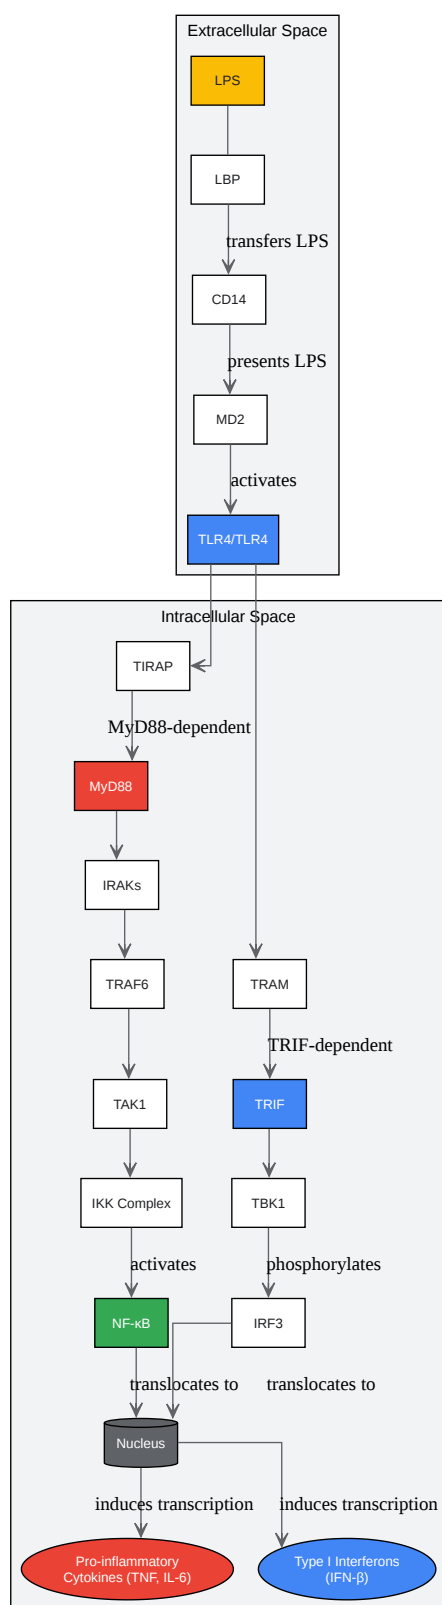 Extracellular Space
LPS
LBP
transfers LPS
CD14
presents LPS
MD2
activates
TLR4/TLR4
Intracellular Space
TIRAP
MyD88-dependent
MyD88
IRAKs
TRAF6
TRAM
TRIF-dependent
TAK1
TRIF
IKK Complex
TBK1
activates
phosphorylates
NF-κB
IRF3
translocates to
translocates to
Nucleus
induces transcription
induces transcription
Pro-inflammatory
Cytokines (TNF, IL-6)
Type I Interferons
(IFN-β)